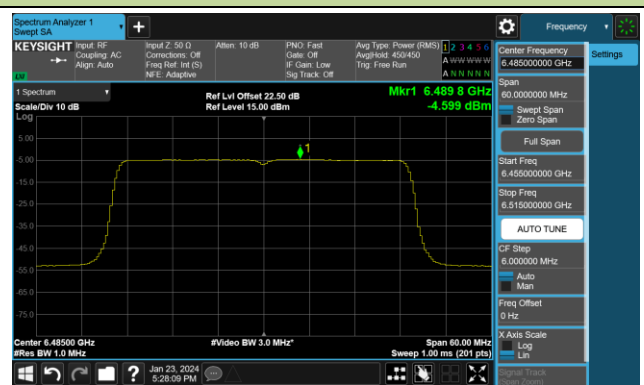 Spectrum Analyzer 1
Swept SA
Frequency
KEYSIGHT
Input: RF
Coupling: AC
Align: Auto
Input Z: 50 Ω
Corrections: Off
Freq Ref: Int (S)
NFE: Adaptive
Atten: 10 dB
PNO: Fast
Gate: Off
IF Gain: Low
Sig Track: Off
Avg Type: Power (RMS)
Avg|Hold: 450/450
Trig: Free Run
1 2 3 4 5 6
A W W W W W
A N N N N N
LW
1 Spectrum
Scale/Div 10 dB
Ref Lvl Offset 22.50 dB
Ref Level 15.00 dBm
Mkr1 6.489 8 GHz
-4.599 dBm
Log
5.00
-5.00
-15.0
-25.0
-35.0
-45.0
-55.0
-65.0
-75.0
1
Center 6.48500 GHz
#Res BW 1.0 MHz
#Video BW 3.0 MHz*
Span 60.00 MHz
Sweep 1.00 ms (201 pts)
Jan 23, 2024
5:28:09 PM
Center Frequency
6.485000000 GHz
Settings
Span
60.0000000 MHz
Swept Span
Zero Span
Full Span
Start Freq
6.455000000 GHz
Stop Freq
6.515000000 GHz
AUTO TUNE
CF Step
6.000000 MHz
Auto
Man
Freq Offset
0 Hz
X Axis Scale
Log
Lin
Signal Track
(Span Zoom)